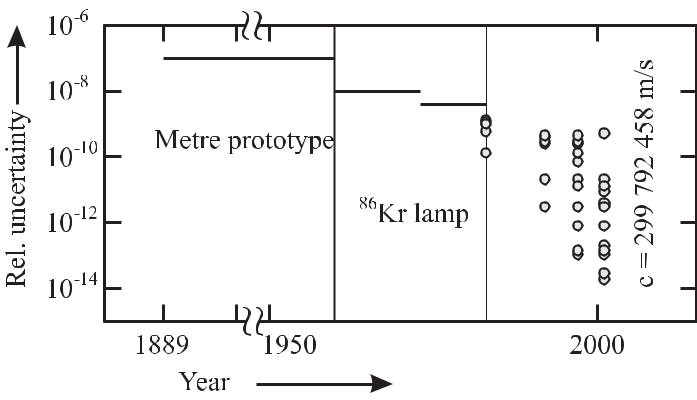 10⁻⁶
10⁻⁸
10⁻¹⁰
10⁻¹²
10⁻¹⁴
Rel. uncertainty
Metre prototype
⁸⁶Kr lamp
c = 299 792 458 m/s
1889 1950 2000
Year